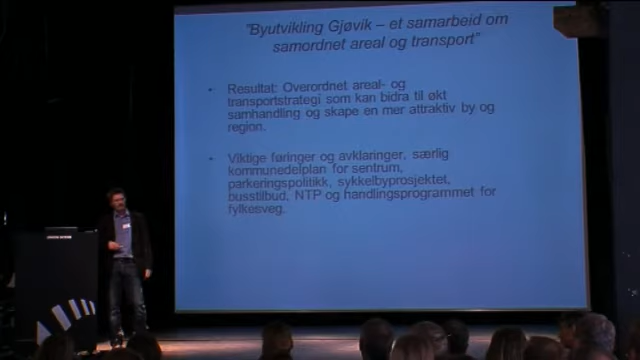 "Byutvikling Gjøvik – et samarbeid om
samordnet areal og transport"
• Resultat: Overordnet areal- og
transportstrategi som kan bidra til økt
samhandling og skape en mer attraktiv by og
region.
• Viktige føringer og avklaringer, særlig
kommunedelplan for sentrum,
parkeringspolitikk, sykkelbyprosjektet,
busstilbud, NTP og handlingsprogrammet for
fylkesveg.